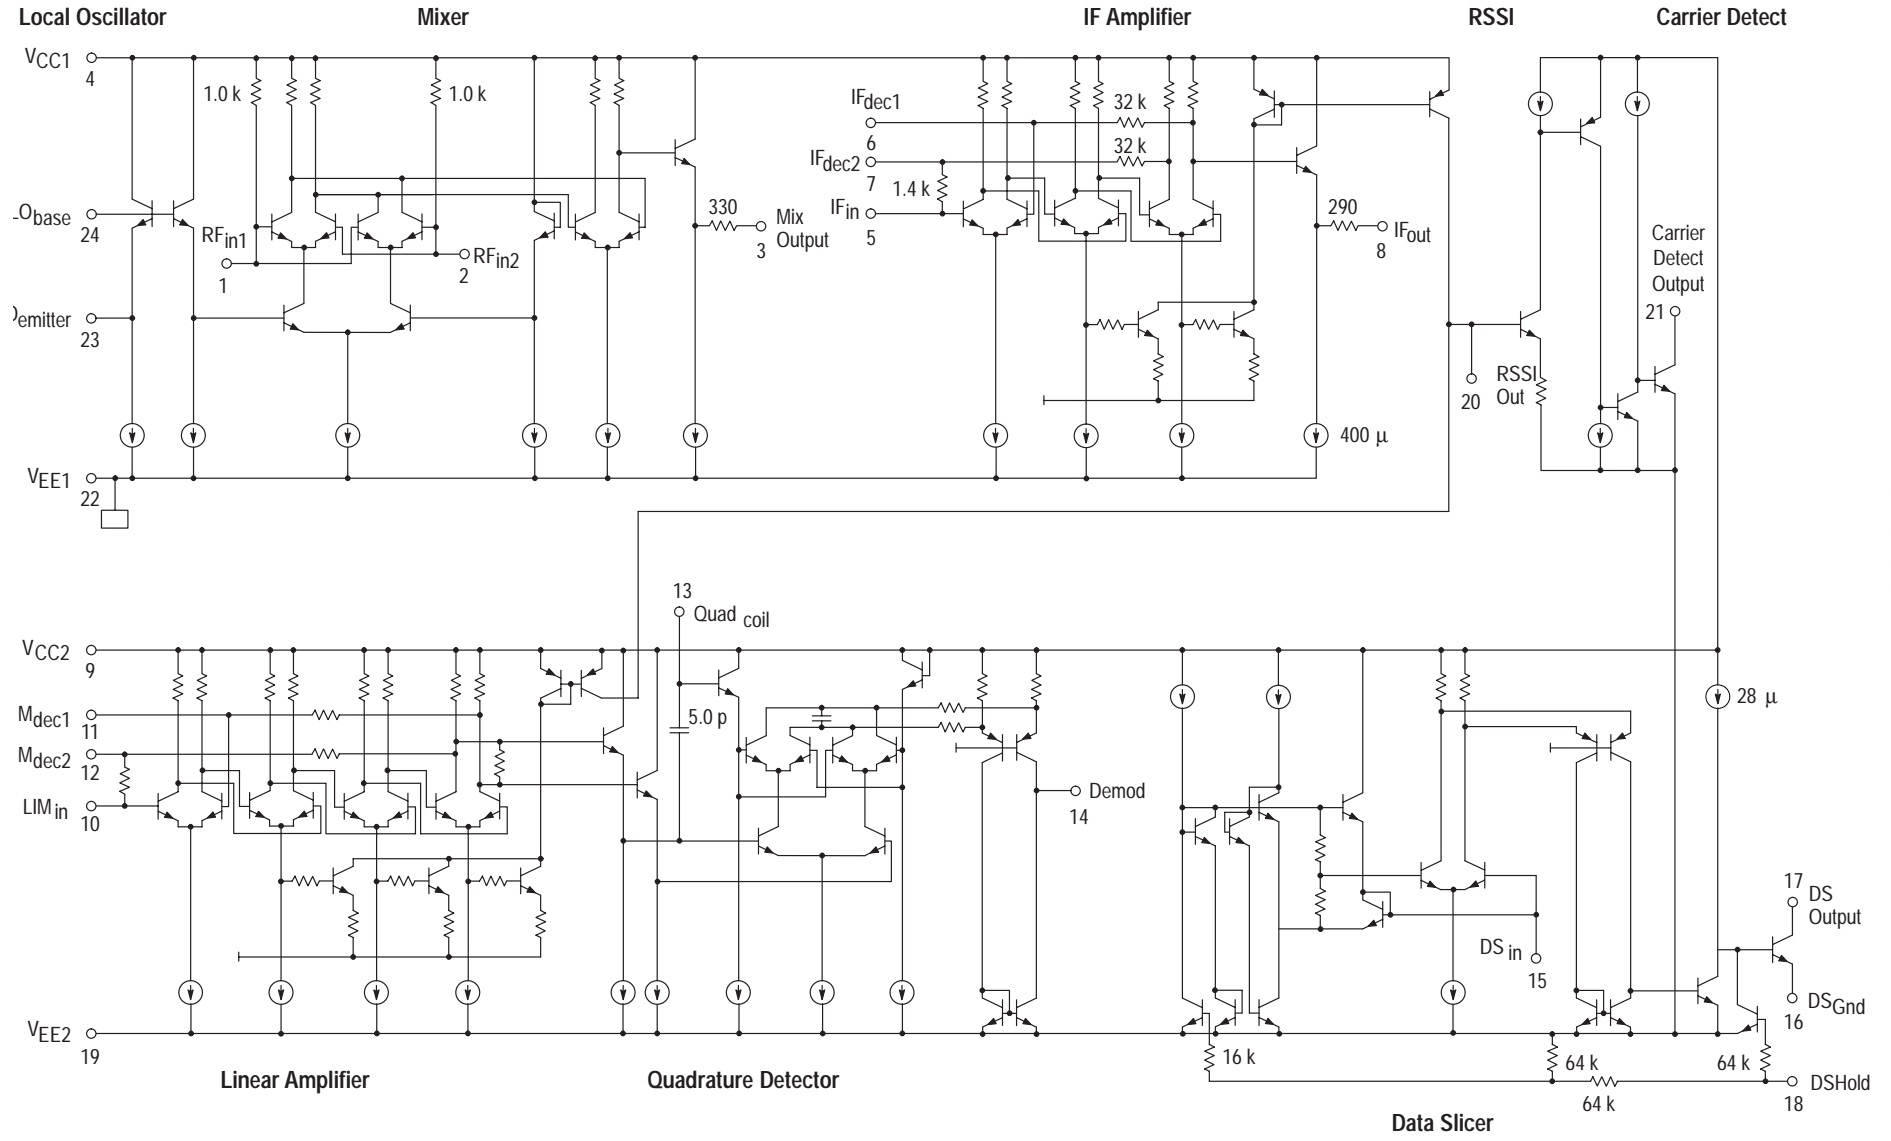 Local Oscillator
Mixer
IF Amplifier
RSSI
Carrier Detect
VCC1
4
1.0 k
1.0 k
Obase
24
RFin1
1
RFin2
2
emitter
23
330
Mix
Output
3
IFdec1
6
IFdec2
7
1.4 k
IFin
5
32 k
32 k
290
IFout
8
400 µ
RSSI
Out
20
Carrier
Detect
Output
21
VEE1
22
13
Quad coil
VCC2
9
Mdec1
11
Mdec2
12
LIMin
10
5.0 p
Demod
14
28 µ
DS in
15
17
DS
Output
DSGnd
16
VEE2
19
16 k
64 k
64 k
64 k
DSHold
18
Linear Amplifier
Quadrature Detector
Data Slicer